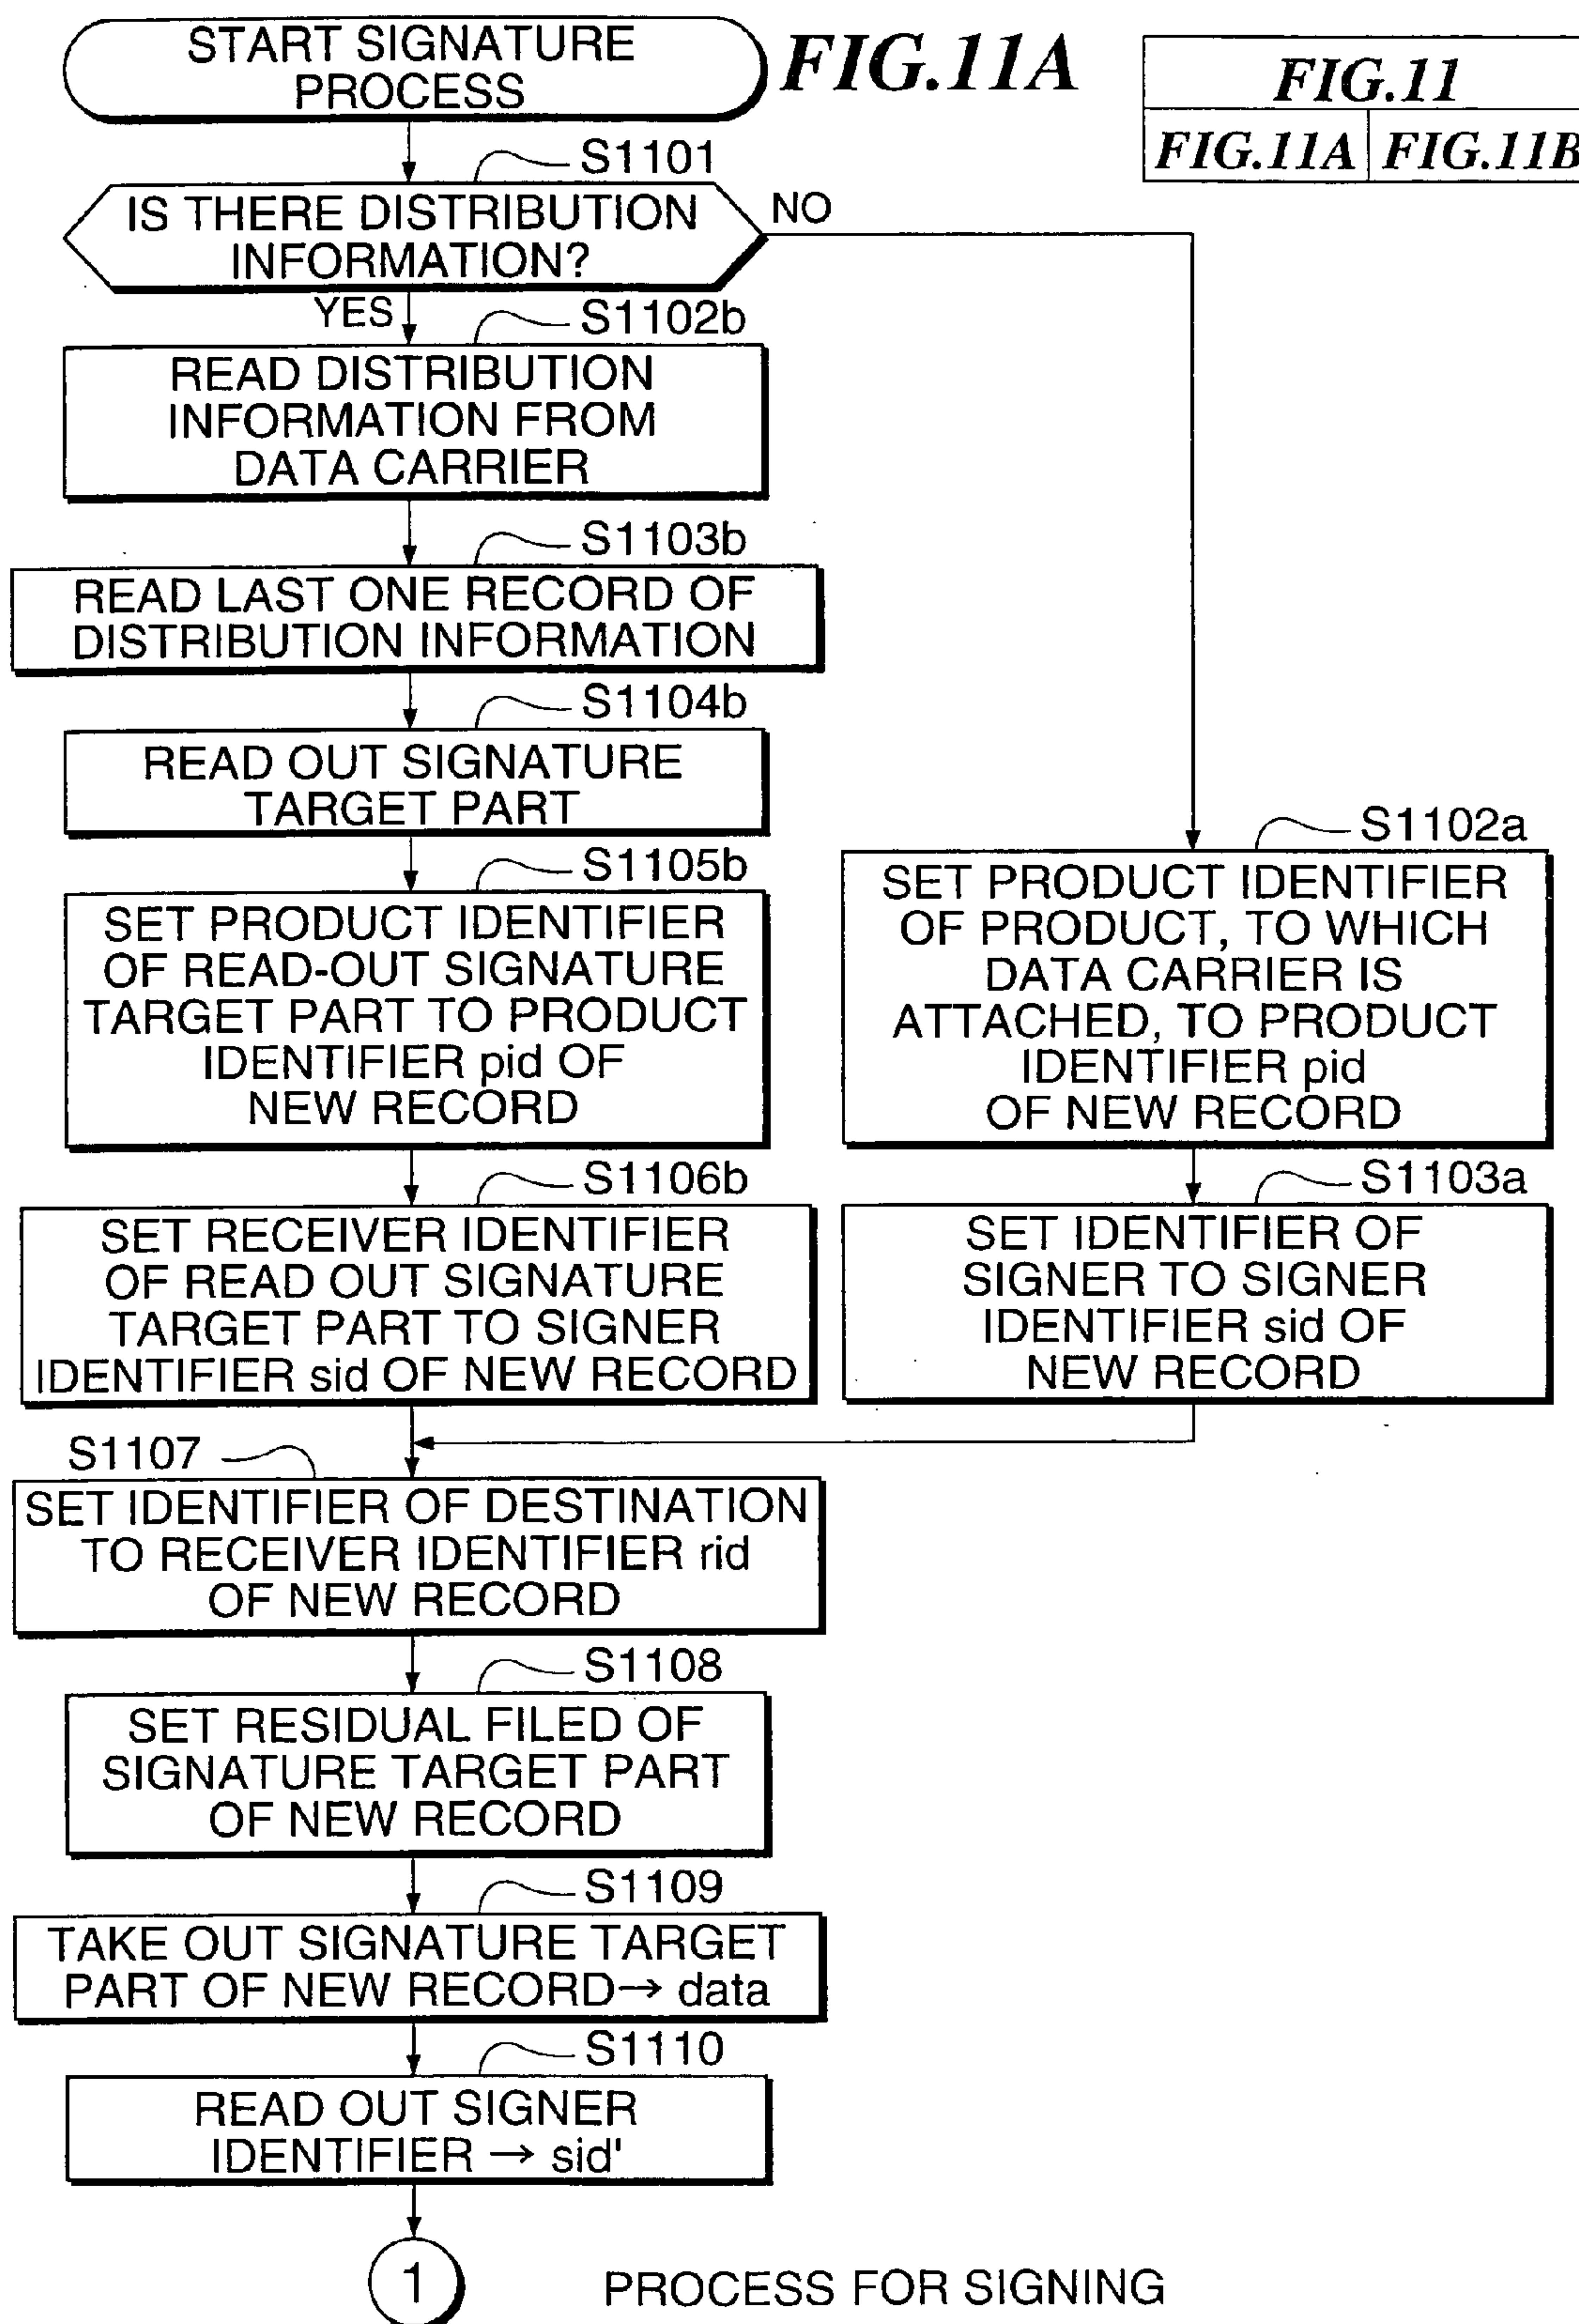 START SIGNATURE
PROCESS
FIG.11A
FIG.11
FIG.11A FIG.11B
S1101
IS THERE DISTRIBUTION
INFORMATION?
NO
YES
S1102b
READ DISTRIBUTION
INFORMATION FROM
DATA CARRIER
S1103b
READ LAST ONE RECORD OF
DISTRIBUTION INFORMATION
S1104b
READ OUT SIGNATURE
TARGET PART
S1105b
SET PRODUCT IDENTIFIER
OF READ-OUT SIGNATURE
TARGET PART TO PRODUCT
IDENTIFIER pid OF
NEW RECORD
S1102a
SET PRODUCT IDENTIFIER
OF PRODUCT, TO WHICH
DATA CARRIER IS
ATTACHED, TO PRODUCT
IDENTIFIER pid
OF NEW RECORD
S1106b
SET RECEIVER IDENTIFIER
OF READ OUT SIGNATURE
TARGET PART TO SIGNER
IDENTIFIER sid OF NEW RECORD
S1103a
SET IDENTIFIER OF
SIGNER TO SIGNER
IDENTIFIER sid OF
NEW RECORD
S1107
SET IDENTIFIER OF DESTINATION
TO RECEIVER IDENTIFIER rid
OF NEW RECORD
S1108
SET RESIDUAL FILED OF
SIGNATURE TARGET PART
OF NEW RECORD
S1109
TAKE OUT SIGNATURE TARGET
PART OF NEW RECORD→ data
S1110
READ OUT SIGNER
IDENTIFIER → sid'
1
PROCESS FOR SIGNING